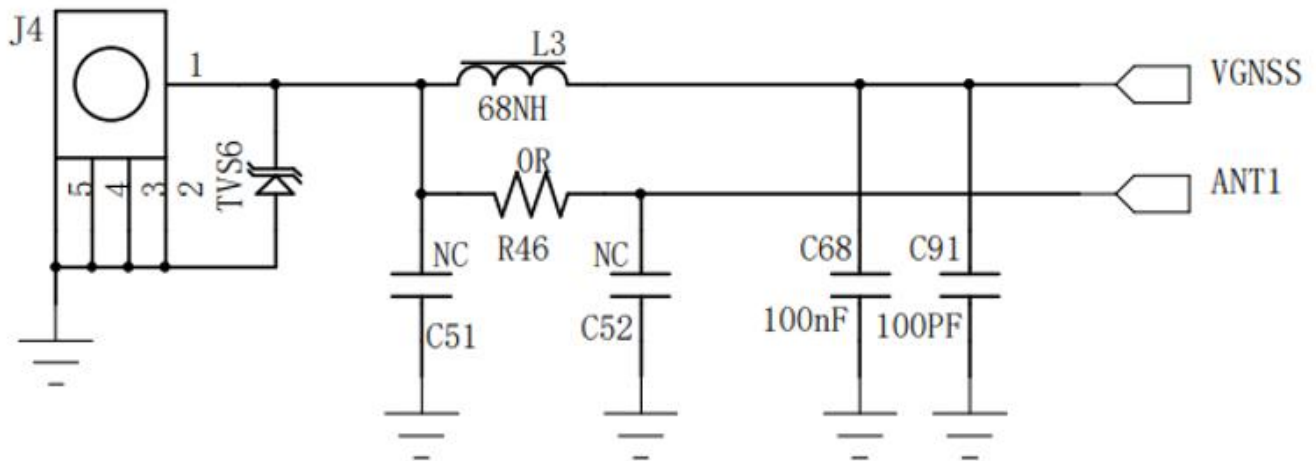 J4
1
L3
VGNSS
68NH
0R
5
4
3
2
TVS6
ANT1
NC
R46
NC
C68
C91
C51
C52
100nF
100PF